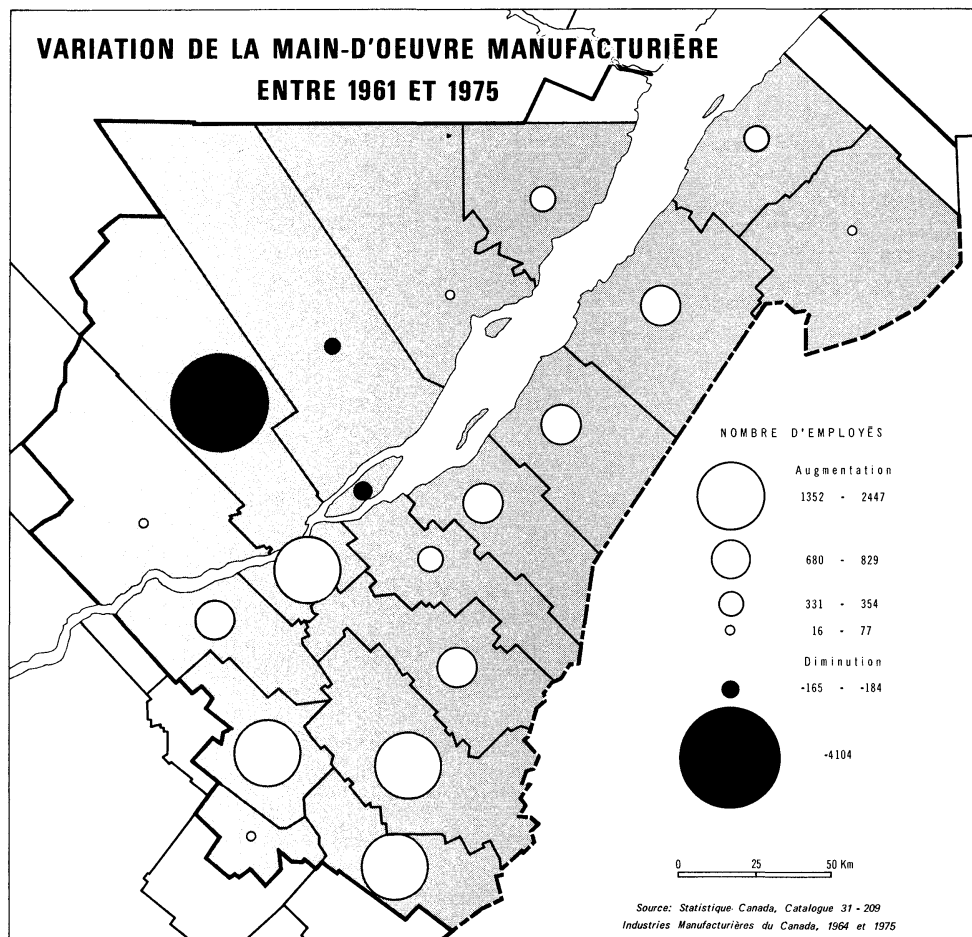 VARIATION DE LA MAIN-D'OEUVRE MANUFACTURIĒRE
ENTRE 1961 ET 1975
NOMBRE D'EMPLOYĒS
Augmentation
1352 - 2447
680 - 829
331 - 354
16 - 77
Diminution
-165 - -184
-4104
0 25 50 Km
Source: Statistique Canada, Catalogue 31 - 209
Industries Manufacturières du Canada, 1964 et 1975